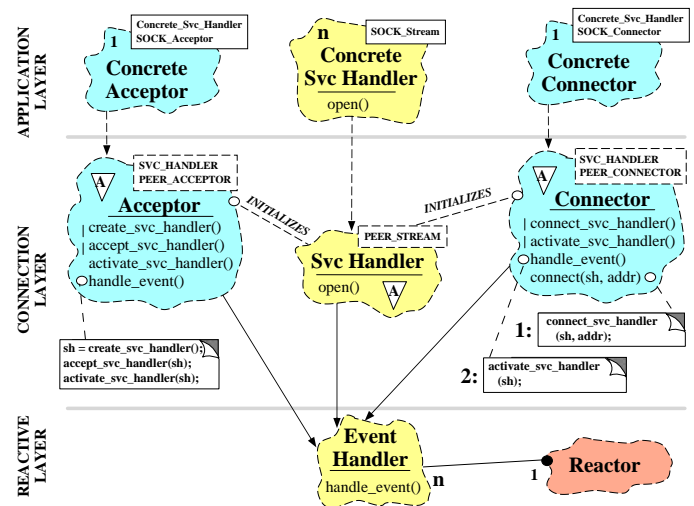 APPLICATION
LAYER
1
Concrete_Svc_Handler
SOCK_Acceptor
Concrete
Acceptor
n
SOCK_Stream
Concrete
Svc Handler
open()
1
Concrete_Svc_Handler
SOCK_Connector
Concrete
Connector
CONNECTION
LAYER
SVC_HANDLER
PEER_ACCEPTOR
A
Acceptor
create_svc_handler()
accept_svc_handler()
activate_svc_handler()
handle_event()
sh = create_svc_handler();
accept_svc_handler(sh);
activate_svc_handler(sh);
INITIALIZES
PEER_STREAM
Svc Handler
open()
A
INITIALIZES
SVC_HANDLER
PEER_CONNECTOR
A
Connector
connect_svc_handler()
activate_svc_handler()
handle_event()
connect(sh, addr)
1:
connect_svc_handler
(sh, addr);
2:
activate_svc_handler
(sh);
REACTIVE
LAYER
Event
Handler
handle_event()
n
1
Reactor